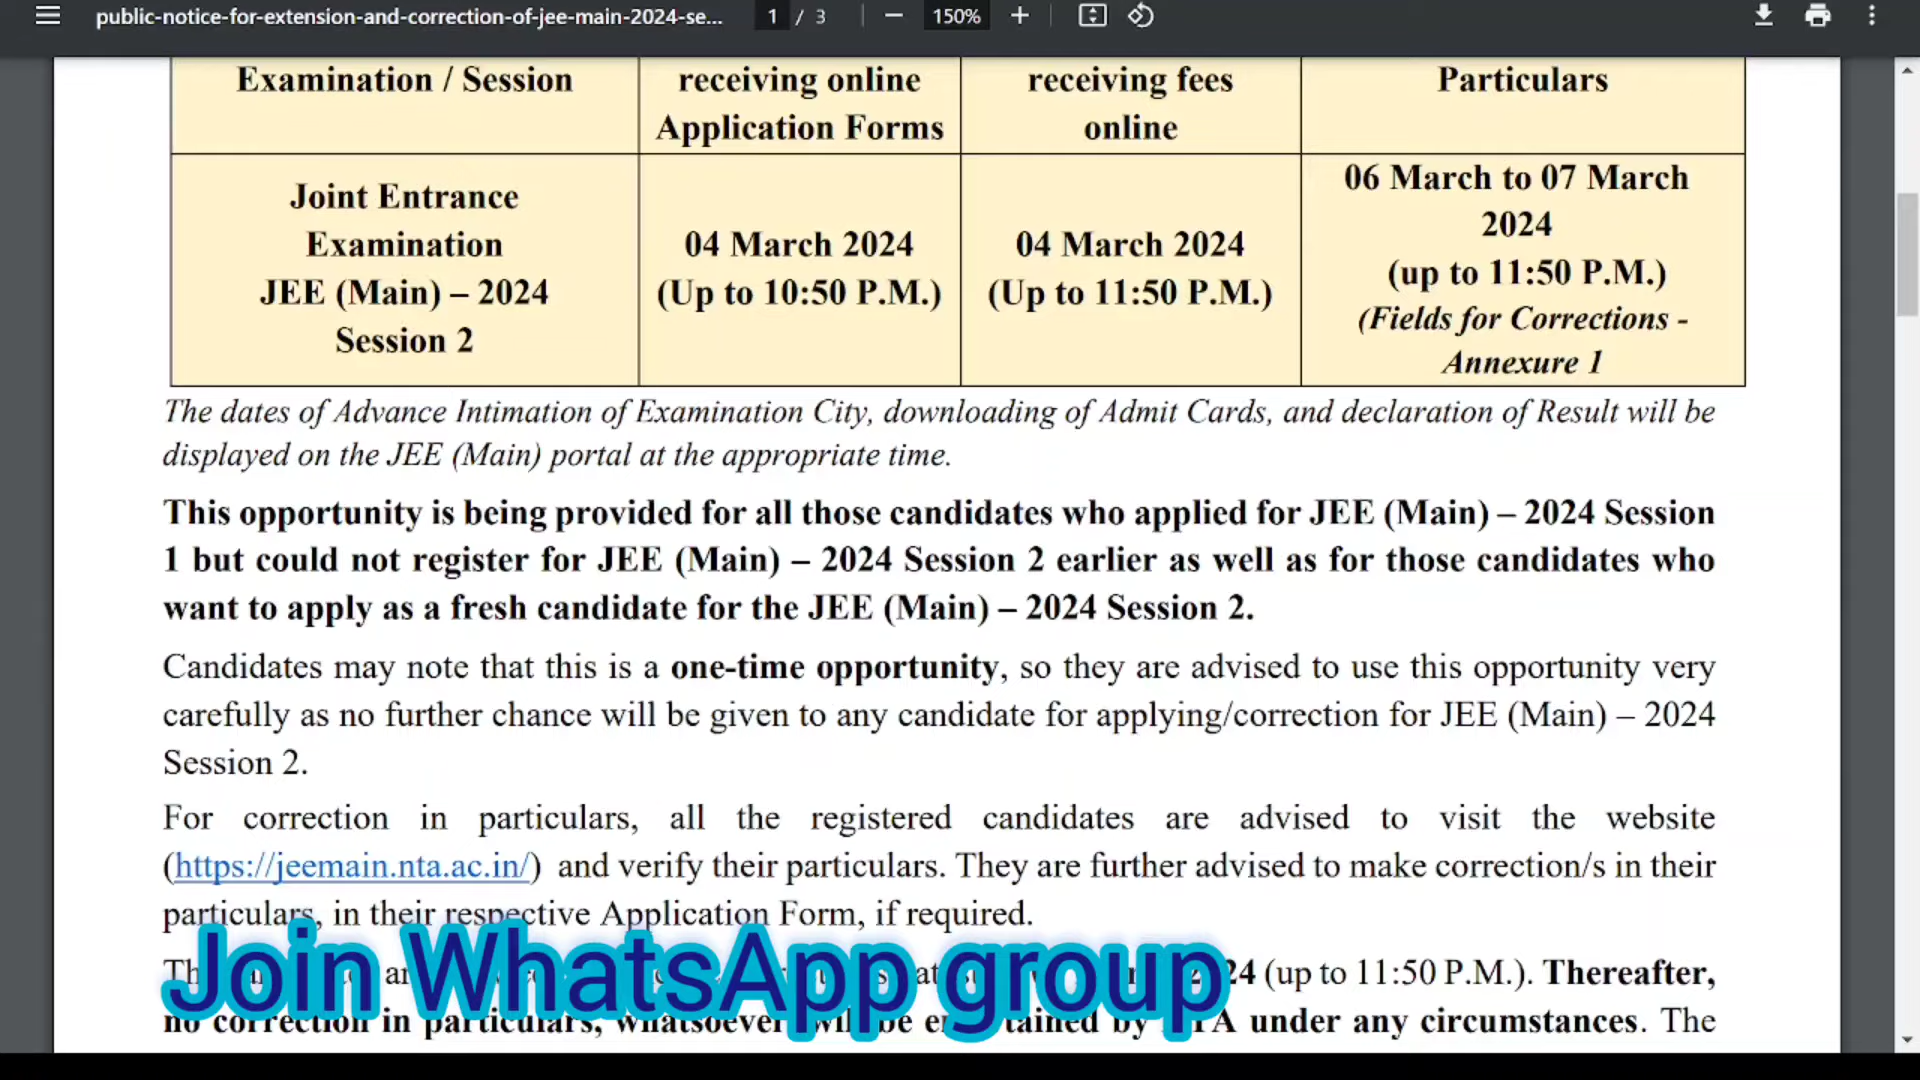 public-notice-for-extension-and-correction-of-jee-main-2024-se...
1 / 3
150%
Examination / Session
receiving online
Application Forms
receiving fees
online
Particulars
Joint Entrance
Examination
JEE (Main) – 2024
Session 2
04 March 2024
(Up to 10:50 P.M.)
04 March 2024
(Up to 11:50 P.M.)
06 March to 07 March
2024
(up to 11:50 P.M.)
(Fields for Corrections -
Annexure 1
The dates of Advance Intimation of Examination City, downloading of Admit Cards, and declaration of Result will be
displayed on the JEE (Main) portal at the appropriate time.
This opportunity is being provided for all those candidates who applied for JEE (Main) – 2024 Session
1 but could not register for JEE (Main) – 2024 Session 2 earlier as well as for those candidates who
want to apply as a fresh candidate for the JEE (Main) – 2024 Session 2.
Candidates may note that this is a one-time opportunity, so they are advised to use this opportunity very
carefully as no further chance will be given to any candidate for applying/correction for JEE (Main) – 2024
Session 2.
For correction in particulars, all the registered candidates are advised to visit the website
(https://jeemain.nta.ac.in/) and verify their particulars. They are further advised to make correction/s in their
particulars, in their respective Application Form, if required.
(up to 11:50 P.M.). Thereafter,
no correction in particulars, whatsoever, will be under any circumstances. The
Join WhatsApp group